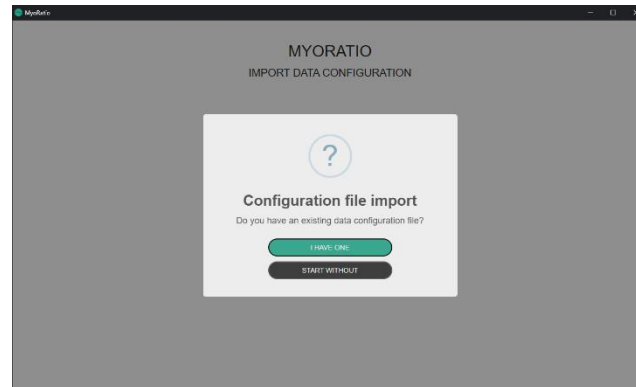 MyoRatio
MYORATIO
IMPORT DATA CONFIGURATION
?
Configuration file import
Do you have an existing data configuration file?
I HAVE ONE
START WITHOUT